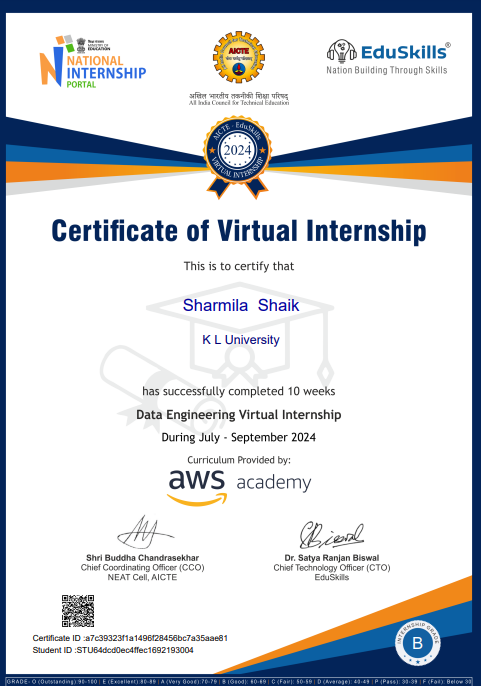 सत्यमेव जयते
MINISTRY OF
EDUCATION
NATIONAL
INTERNSHIP
PORTAL
AICTE
अखिल भारतीय तकनीकी शिक्षा परिषद्
All India Council for Technical Education
EduSkills®
Nation Building Through Skills
AICTE - EduSkills
2024
VIRTUAL INTERNSHIP
Certificate of Virtual Internship
This is to certify that
Sharmila Shaik
K L University
has successfully completed 10 weeks
Data Engineering Virtual Internship
During July - September 2024
Curriculum Provided by:
aws academy
Shri Buddha Chandrasekhar
Chief Coordinating Officer (CCO)
NEAT Cell, AICTE
Dr. Satya Ranjan Biswal
Chief Technology Officer (CTO)
EduSkills
Certificate ID :a7c39323f1a1496f28456bc7a35aae81
Student ID :STU64dcd0ec4ffec1692193004
INTERNSHIP GRADE
B
GRADE- O (Outstanding):90-100 | E (Excellent):80-89 | A (Very Good):70-79 | B (Good): 60-69 | C (Fair): 50-59 | D (Average): 40-49 | P (Pass): 30-39 | F (Fail): Below 30